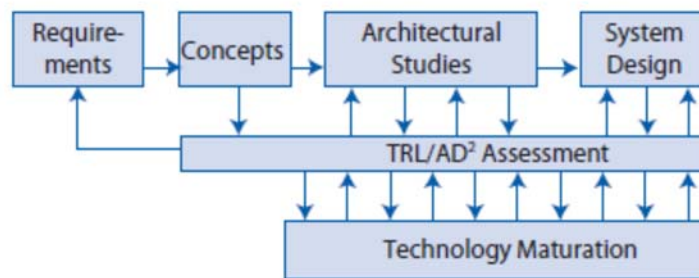 Require-
ments
Concepts
Architectural
Studies
System
Design
TRL/AD² Assessment
Technology Maturation